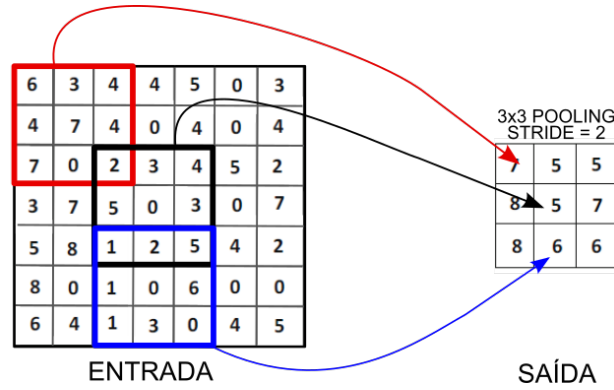 6 3 4 4 5 0 3
4 7 4 0 4 0 4
7 0 2 3 4 5 2
3 7 5 0 3 0 7
5 8 1 2 5 4 2
8 0 1 0 6 0 0
6 4 1 3 0 4 5
ENTRADA
3x3 POOLING
STRIDE = 2
7 5 5
8 5 7
8 6 6
SAÍDA